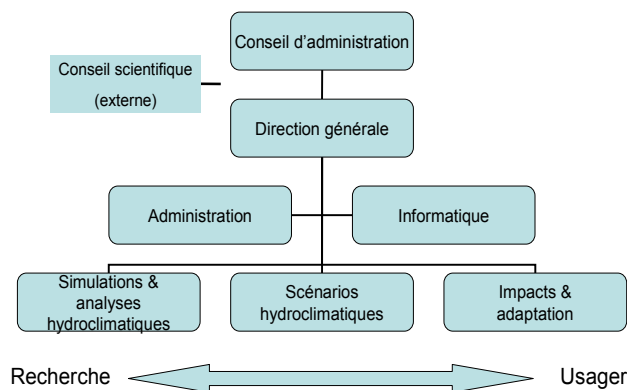 Conseil d'administration
Conseil scientifique
(externe)
Direction générale
Administration
Informatique
Simulations &
analyses
hydroclimatiques
Scénarios
hydroclimatiques
Impacts &
adaptation
Recherche
Usager